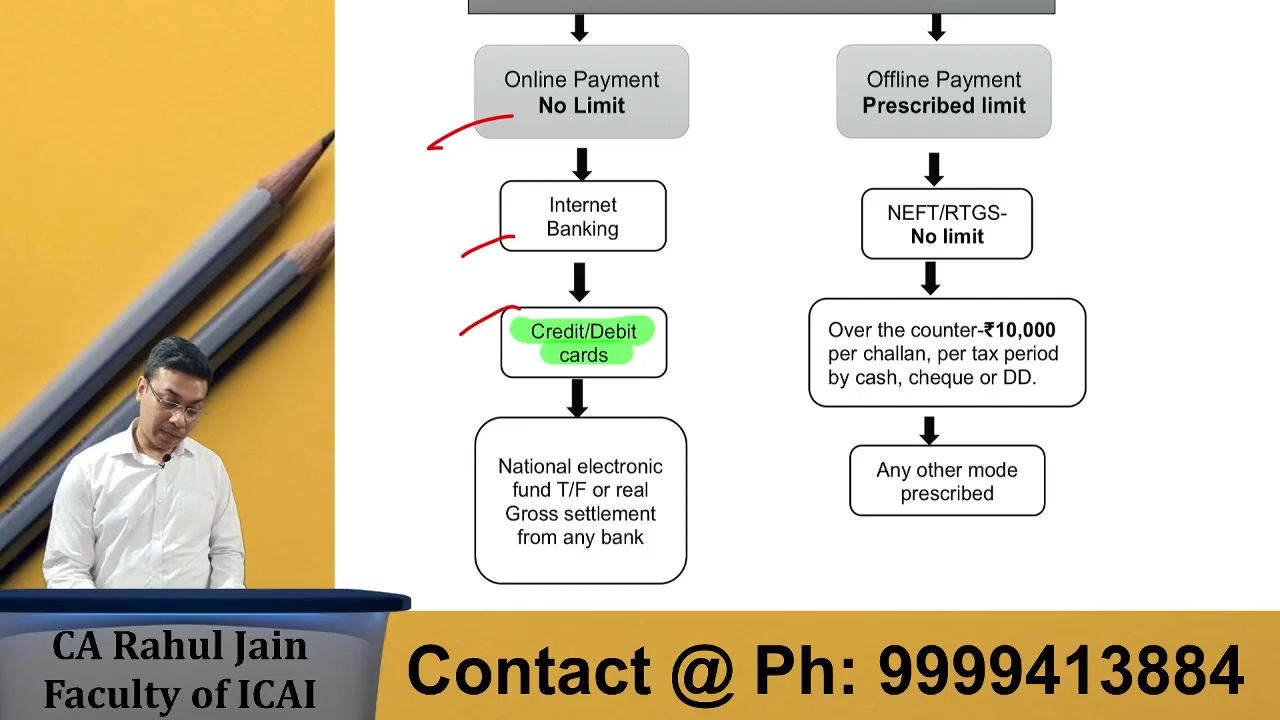 Online Payment
No Limit
Internet
Banking
Credit/Debit
cards
National electronic
fund T/F or real
Gross settlement
from any bank
Offline Payment
Prescribed limit
NEFT/RTGS-
No limit
Over the counter-₹10,000
per challan, per tax period
by cash, cheque or DD.
Any other mode
prescribed
CA Rahul Jain
Faculty of ICAI
Contact @ Ph: 9999413884